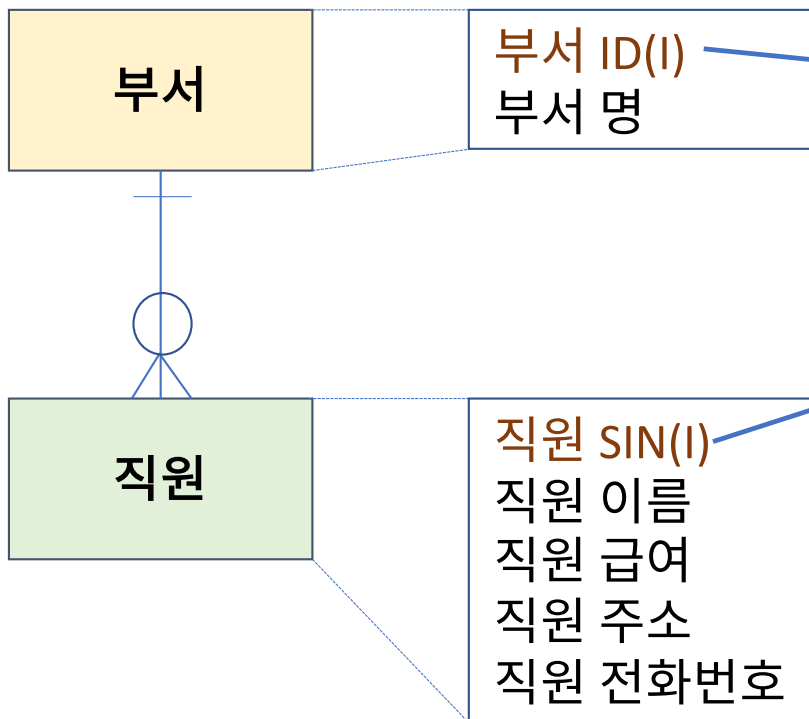 부서
부서 ID(I)
부서 명
직원
직원 SIN(I)
직원 이름
직원 급여
직원 주소
직원 전화번호